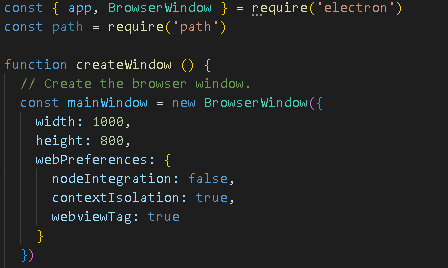 const { app, BrowserWindow } = require('electron')
const path = require('path')
function createWindow () {
// Create the browser window.
const mainWindow = new BrowserWindow({
width: 1000,
height: 800,
webPreferences: {
nodeIntegration: false,
contextIsolation: true,
webviewTag: true
}
})